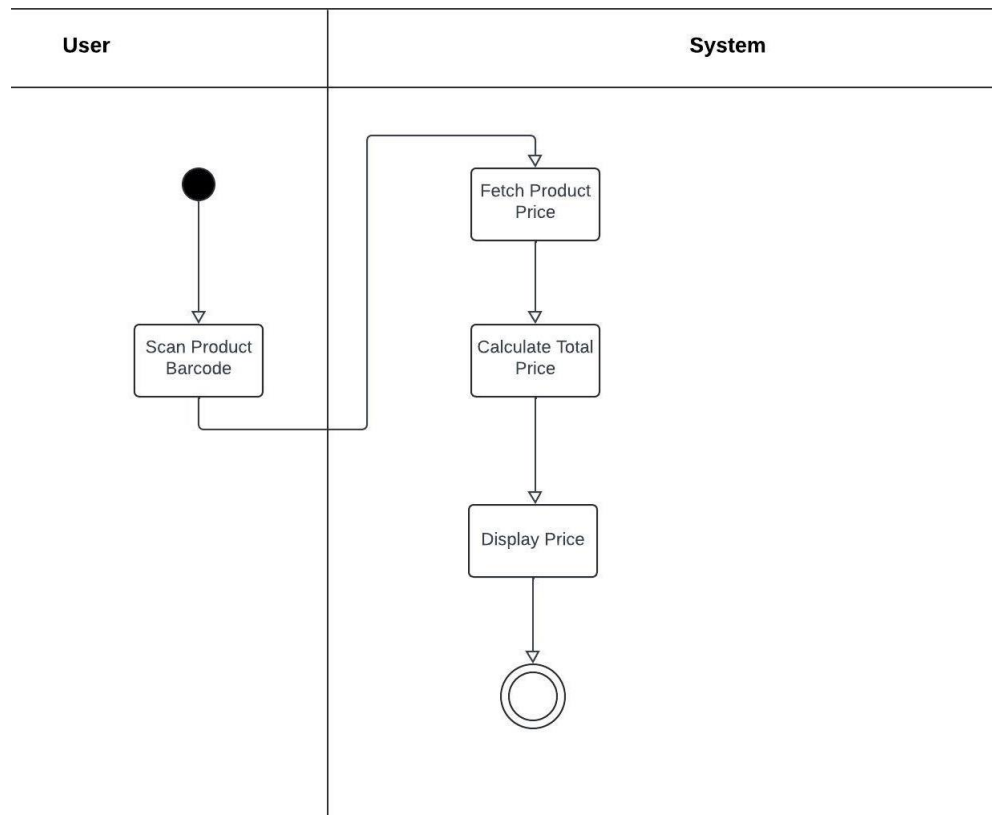 User
System
Fetch Product
Price
Scan Product
Barcode
Calculate Total
Price
Display Price